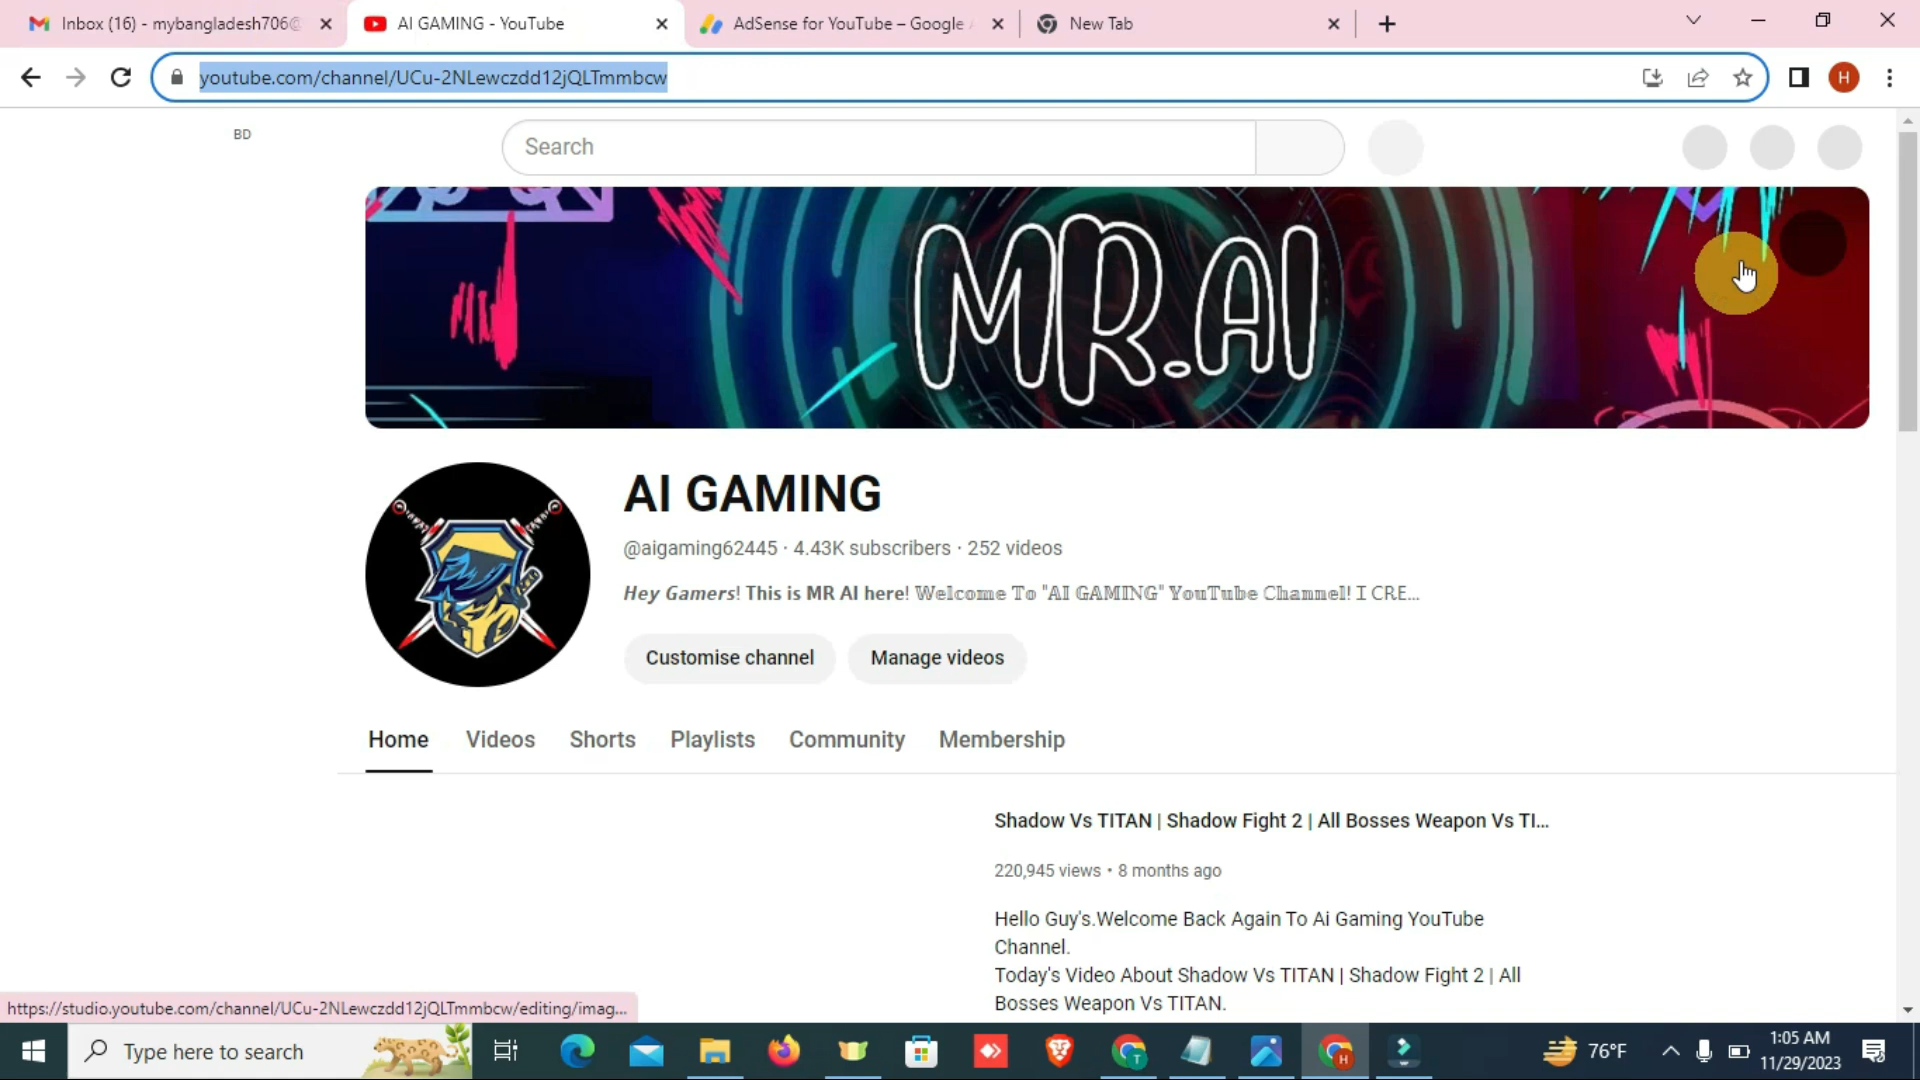 Inbox (16) - mybangladesh706@
AI GAMING - YouTube
AdSense for YouTube – Google
New Tab
youtube.com/channel/UCu-2NLewczdd12jQLTmmbcw
H
BD
Search
MR.AI
AI GAMING
@aigaming62445 · 4.43K subscribers · 252 videos
𝙃𝙚𝙮 𝙂𝙖𝙢𝙚𝙧𝙨! 𝗧𝗵𝗶𝘀 𝗶𝘀 𝗠𝗥 𝗔𝗜 𝗵𝗲𝗿𝗲! 𝕎𝕖𝕝𝕔𝕠𝕞𝕖 𝕋𝕠 "𝔸𝕀 𝔾𝔸𝕄𝕀ℕ𝔾" 𝕐𝕠𝕦𝕋𝕦𝕓𝕖 ℂ𝕙𝕒𝕟𝕟𝕖𝕝! I CRE...
Customise channel
Manage videos
Home
Videos
Shorts
Playlists
Community
Membership
Shadow Vs TITAN | Shadow Fight 2 | All Bosses Weapon Vs TI...
220,945 views • 8 months ago
Hello Guy's.Welcome Back Again To Ai Gaming YouTube
Channel.
Today's Video About Shadow Vs TITAN | Shadow Fight 2 | All
Bosses Weapon Vs TITAN.
https://studio.youtube.com/channel/UCu-2NLewczdd12jQLTmmbcw/editing/imag...
Type here to search
T
H
76°F
1:05 AM
11/29/2023